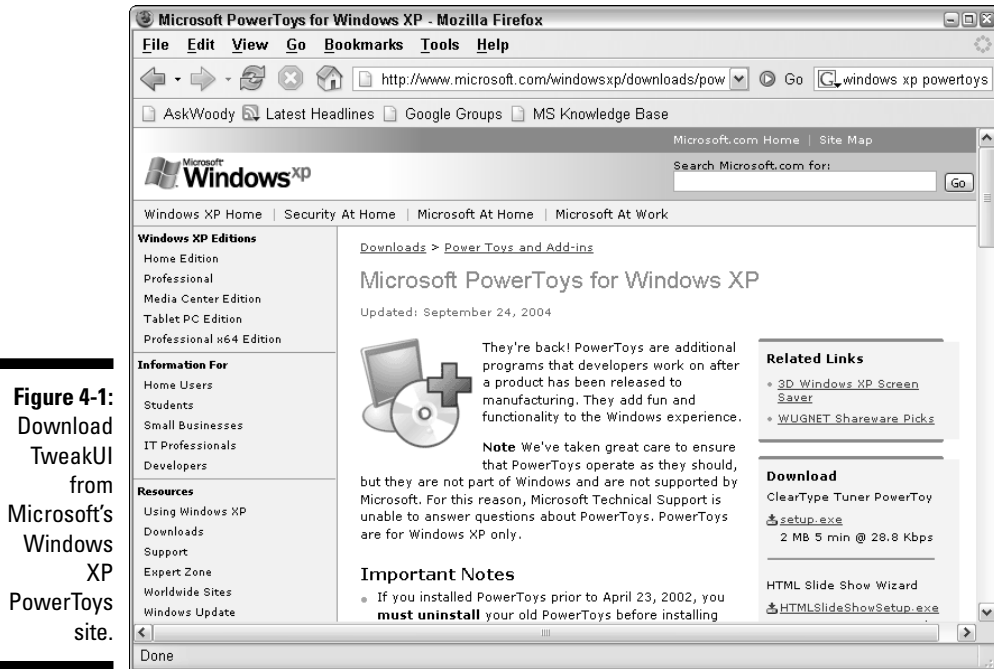 Microsoft PowerToys for Windows XP - Mozilla Firefox
File Edit View Go Bookmarks Tools Help
http://www.microsoft.com/windowsxp/downloads/pow Go G windows xp powertoys
AskWoody Latest Headlines Google Groups MS Knowledge Base
Microsoft.com Home | Site Map
Microsoft
Windows xp
Search Microsoft.com for:
Go
Windows XP Home | Security At Home | Microsoft At Home | Microsoft At Work
Windows XP Editions
Home Edition
Professional
Media Center Edition
Tablet PC Edition
Professional x64 Edition
Information For
Home Users
Students
Small Businesses
IT Professionals
Developers
Resources
Using Windows XP
Downloads
Support
Expert Zone
Worldwide Sites
Windows Update
Downloads > Power Toys and Add-ins
Microsoft PowerToys for Windows XP
Updated: September 24, 2004
They're back! PowerToys are additional
programs that developers work on after
a product has been released to
manufacturing. They add fun and
functionality to the Windows experience.
Note We've taken great care to ensure
that PowerToys operate as they should,
but they are not part of Windows and are not supported by
Microsoft. For this reason, Microsoft Technical Support is
unable to answer questions about PowerToys. PowerToys
are for Windows XP only.
Important Notes
If you installed PowerToys prior to April 23, 2002, you
must uninstall your old PowerToys before installing
Related Links
3D Windows XP Screen
Saver
WUGNET Shareware Picks
Download
ClearType Tuner PowerToy
setup.exe
2 MB 5 min @ 28.8 Kbps
HTML Slide Show Wizard
HTMLSlideShowSetup.exe
Done
Figure 4-1:
Download
TweakUI
from
Microsoft's
Windows
XP
PowerToys
site.